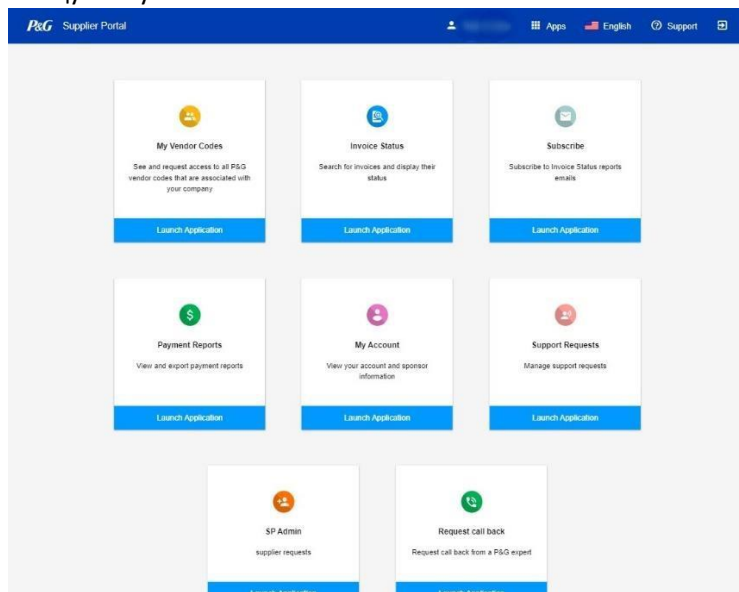 P&G Supplier Portal
Apps
English
Support
My Vendor Codes
See and request access to all P&G
vendor codes that are associated with
your company
Launch Application
Invoice Status
Search for invoices and display their
status
Launch Application
Subscribe
Subscribe to Invoice Status reports
emails
Launch Application
Payment Reports
View and export payment reports
Launch Application
My Account
View your account and sponsor
information
Launch Application
Support Requests
Manage support requests
Launch Application
SP Admin
supplier requests
Launch Application
Request call back
Request call back from a P&G expert
Launch Application